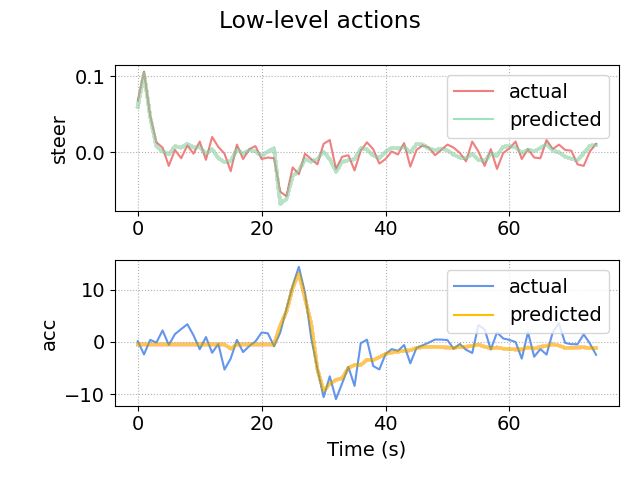 Low-level actions
0.1
0.0
steer
actual
predicted
0
20
40
60
10
0
−10
acc
actual
predicted
0
20
40
60
Time (s)